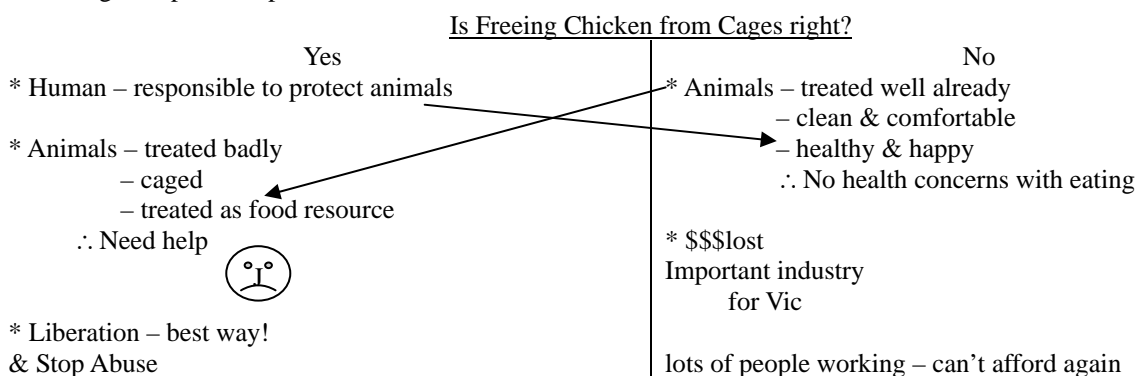 Is Freeing Chicken from Cages right?
Yes
* Human – responsible to protect animals
* Animals – treated badly
– caged
– treated as food resource
∴ Need help
* Liberation – best way!
& Stop Abuse
No
* Animals – treated well already
– clean & comfortable
– healthy & happy
∴ No health concerns with eating
* $$$lost
Important industry
for Vic
lots of people working – can’t afford again